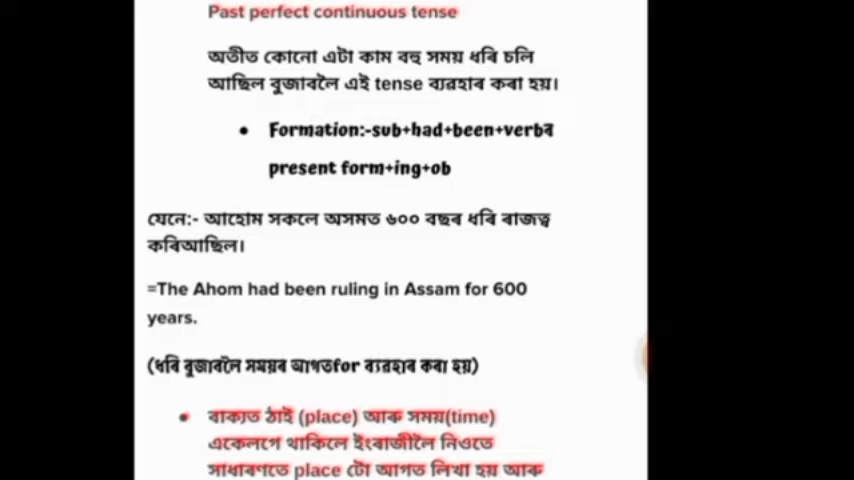 Past perfect continuous tense
অতীত কোনো এটা কাম বহু সময় ধৰি চলি
আছিল বুজাবলৈ এই tense ব্যৱহাৰ কৰা হয়।
• Formation:-sub+had+been+verbৰ
present form+ing+ob
যেনে:- আহোম সকলে অসমত ৬০০ বছৰ ধৰি ৰাজত্ব
কৰিআছিল।
=The Ahom had been ruling in Assam for 600
years.
(ধৰি বুজাবলৈ সময়ৰ আগতfor ব্যৱহাৰ কৰা হয়)
• বাক্যত ঠাই (place) আৰু সময়(time)
একেলগে থাকিলে ইংৰাজীলৈ নিওতে
সাধাৰণতে place টো আগত লিখা হয় আৰু